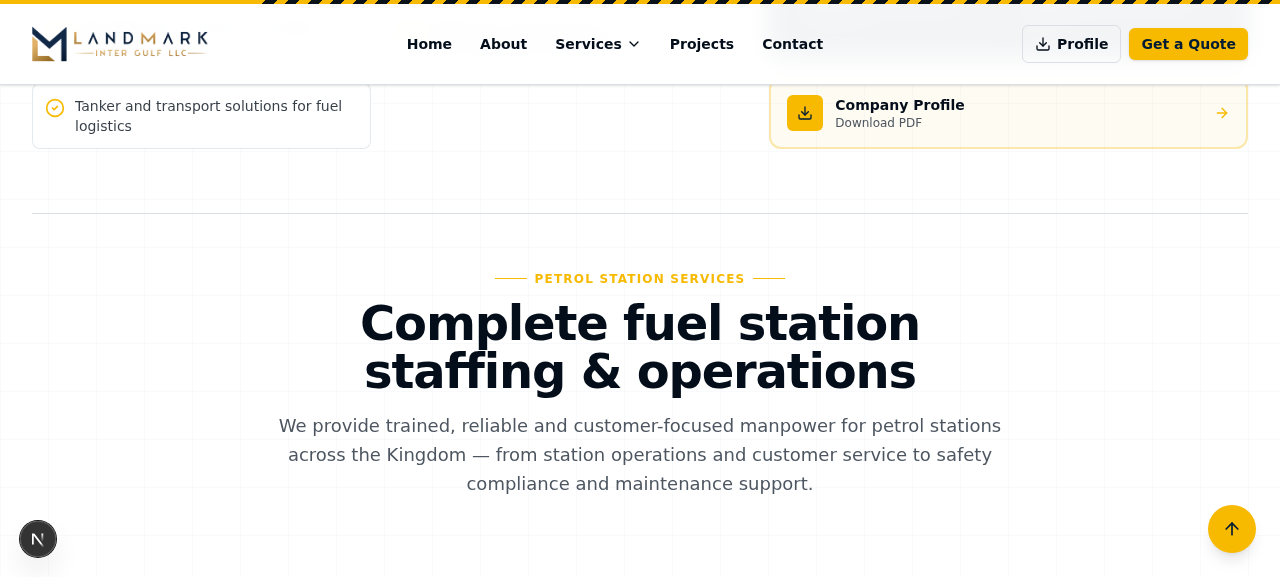 LANDMARK
INTER GULF LLC
Home
About
Services
Projects
Contact
Profile
Get a Quote
Tanker and transport solutions for fuel
logistics
Company Profile
Download PDF
PETROL STATION SERVICES
Complete fuel station
staffing & operations
We provide trained, reliable and customer-focused manpower for petrol stations
across the Kingdom — from station operations and customer service to safety
compliance and maintenance support.
N